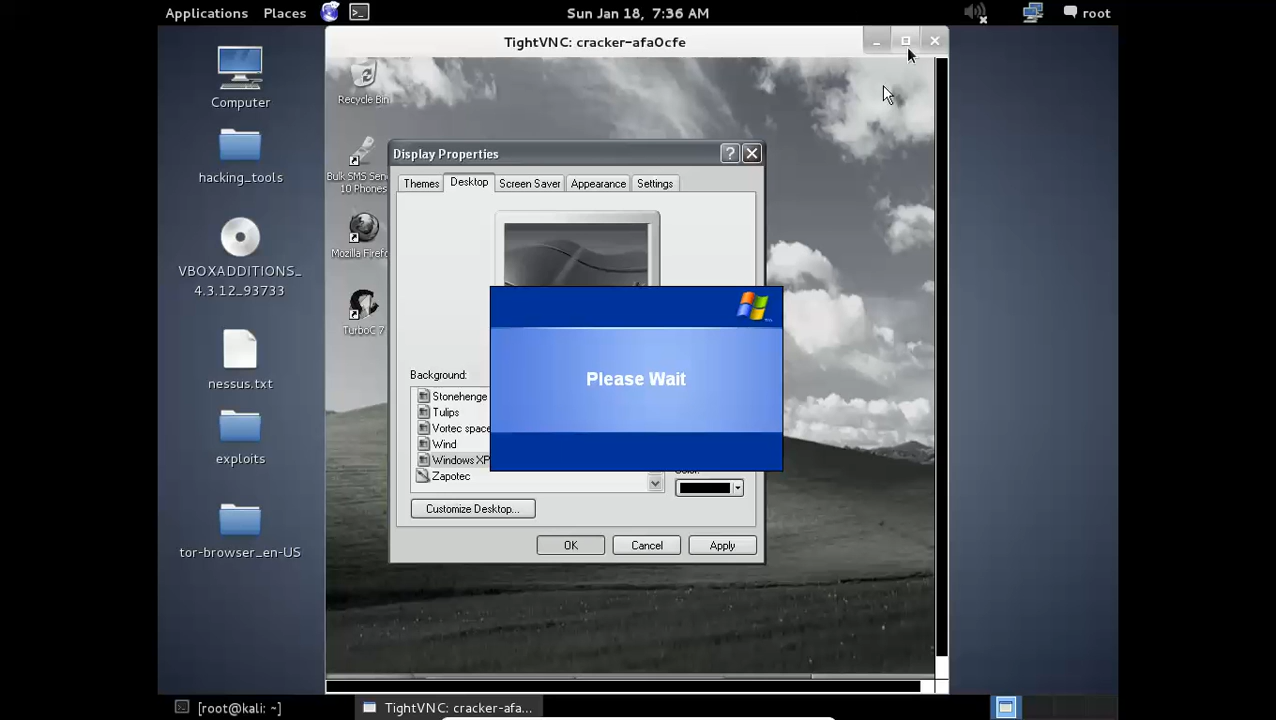 Applications Places
Sun Jan 18, 7:36 AM
root
TightVNC: cracker-afa0cfe
Computer
hacking_tools
VBOXADDITIONS_
4.3.12_93733
nessus.txt
exploits
tor-browser_en-US
Recycle Bin
Bulk SMS Sen
10 Phones
Mozilla Firefo
TurboC 7
Display Properties
Themes Desktop Screen Saver Appearance Settings
Please Wait
Background:
Stonehenge
Tulips
Vortec space
Wind
Windows XP
Zapotec
Color:
Customize Desktop...
OK Cancel Apply
[root@kali: ~]
TightVNC: cracker-afa...